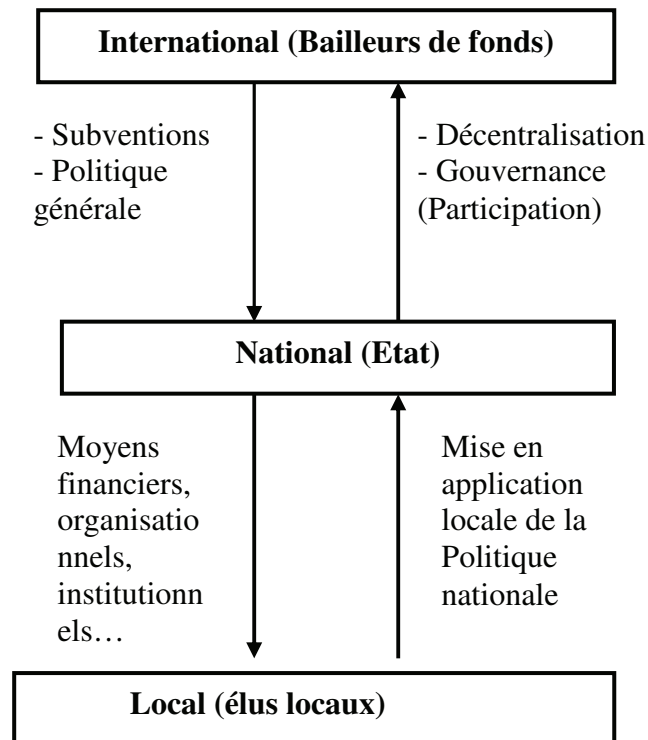 International (Bailleurs de fonds)
- Subventions
- Politique
générale
- Décentralisation
- Gouvernance
(Participation)
National (Etat)
Moyens
financiers,
organisatio
nnels,
institutionn
els…
Mise en
application
locale de la
Politique
nationale
Local (élus locaux)